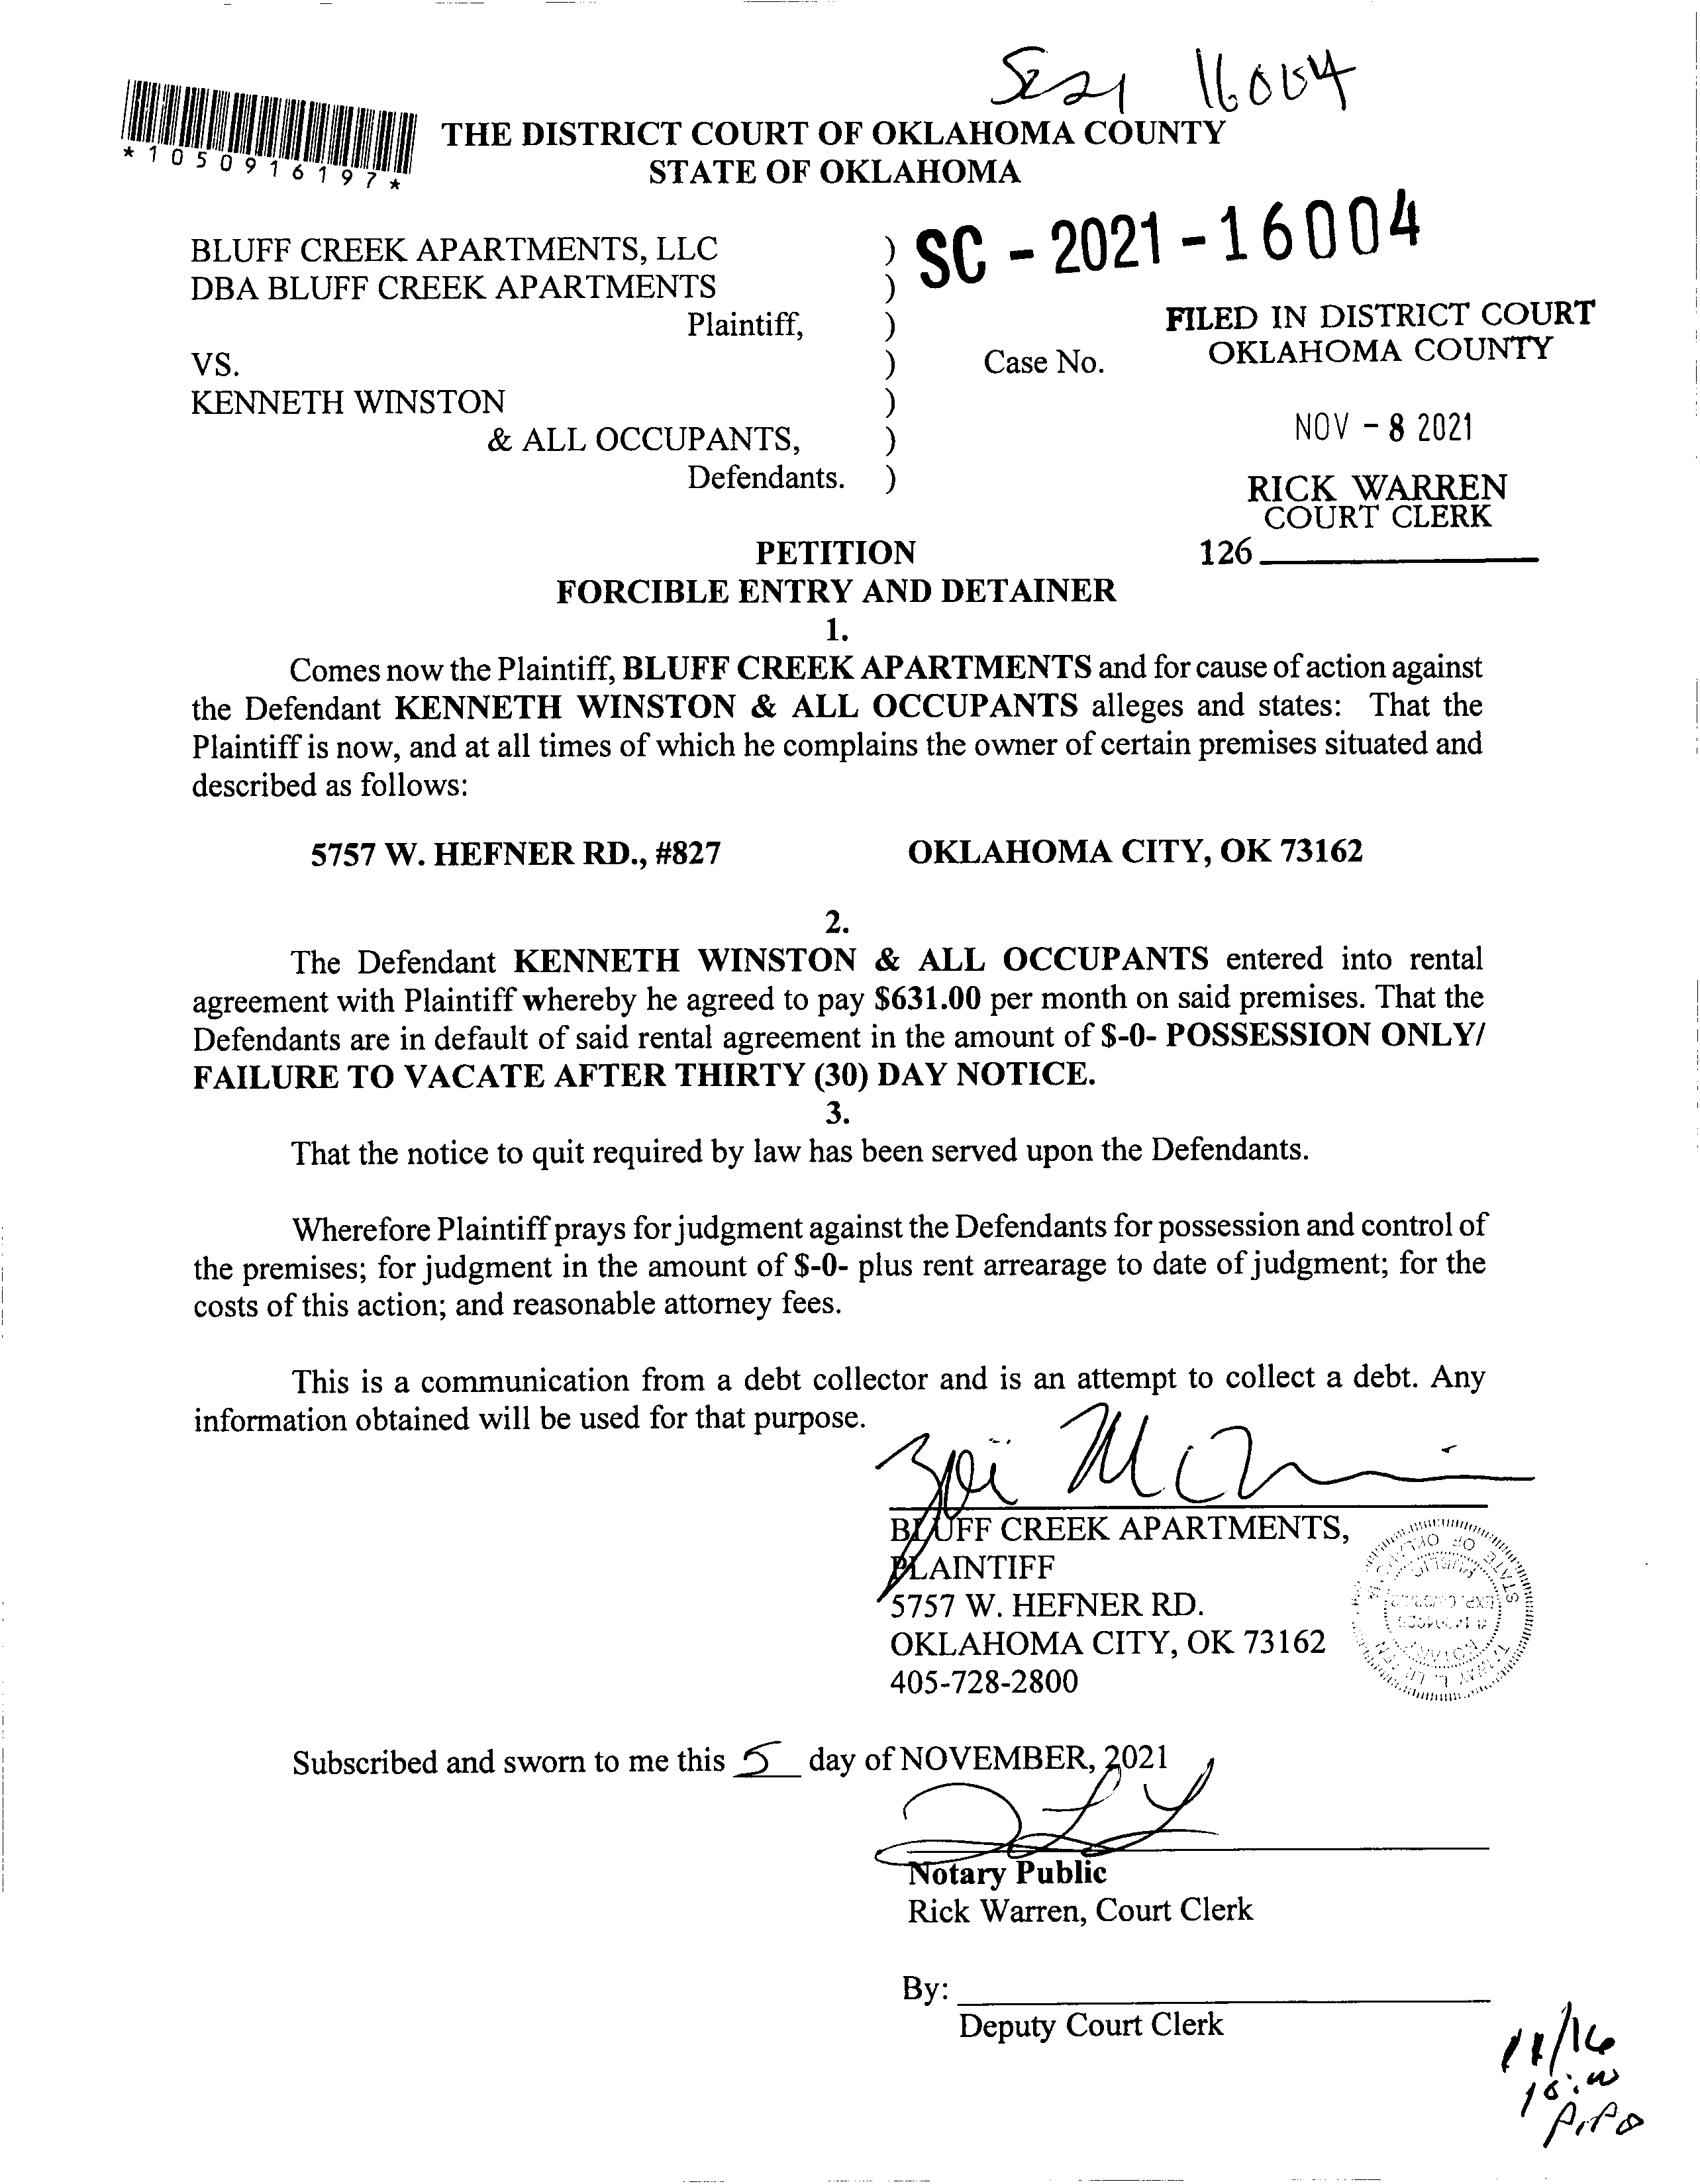 SC21 16004
*1050916197*
THE DISTRICT COURT OF OKLAHOMA COUNTY
STATE OF OKLAHOMA
BLUFF CREEK APARTMENTS, LLC )
DBA BLUFF CREEK APARTMENTS )
Plaintiff, )
VS. ) Case No.
KENNETH WINSTON )
& ALL OCCUPANTS, )
Defendants. )
SC - 2021 - 16004
FILED IN DISTRICT COURT
OKLAHOMA COUNTY
NOV - 8 2021
RICK WARREN
COURT CLERK
126
PETITION
FORCIBLE ENTRY AND DETAINER
1.
Comes now the Plaintiff, BLUFF CREEK APARTMENTS and for cause of action against
the Defendant KENNETH WINSTON & ALL OCCUPANTS alleges and states: That the
Plaintiff is now, and at all times of which he complains the owner of certain premises situated and
described as follows:
5757 W. HEFNER RD., #827 OKLAHOMA CITY, OK 73162
2.
The Defendant KENNETH WINSTON & ALL OCCUPANTS entered into rental
agreement with Plaintiff whereby he agreed to pay $631.00 per month on said premises. That the
Defendants are in default of said rental agreement in the amount of $-0- POSSESSION ONLY/
FAILURE TO VACATE AFTER THIRTY (30) DAY NOTICE.
3.
That the notice to quit required by law has been served upon the Defendants.
Wherefore Plaintiff prays for judgment against the Defendants for possession and control of
the premises; for judgment in the amount of $-0- plus rent arrearage to date of judgment; for the
costs of this action; and reasonable attorney fees.
This is a communication from a debt collector and is an attempt to collect a debt. Any
information obtained will be used for that purpose.
BLUFF CREEK APARTMENTS,
PLAINTIFF
5757 W. HEFNER RD.
OKLAHOMA CITY, OK 73162
405-728-2800
Subscribed and sworn to me this 5 day of NOVEMBER, 2021
Notary Public
Rick Warren, Court Clerk
By:
Deputy Court Clerk
11/16